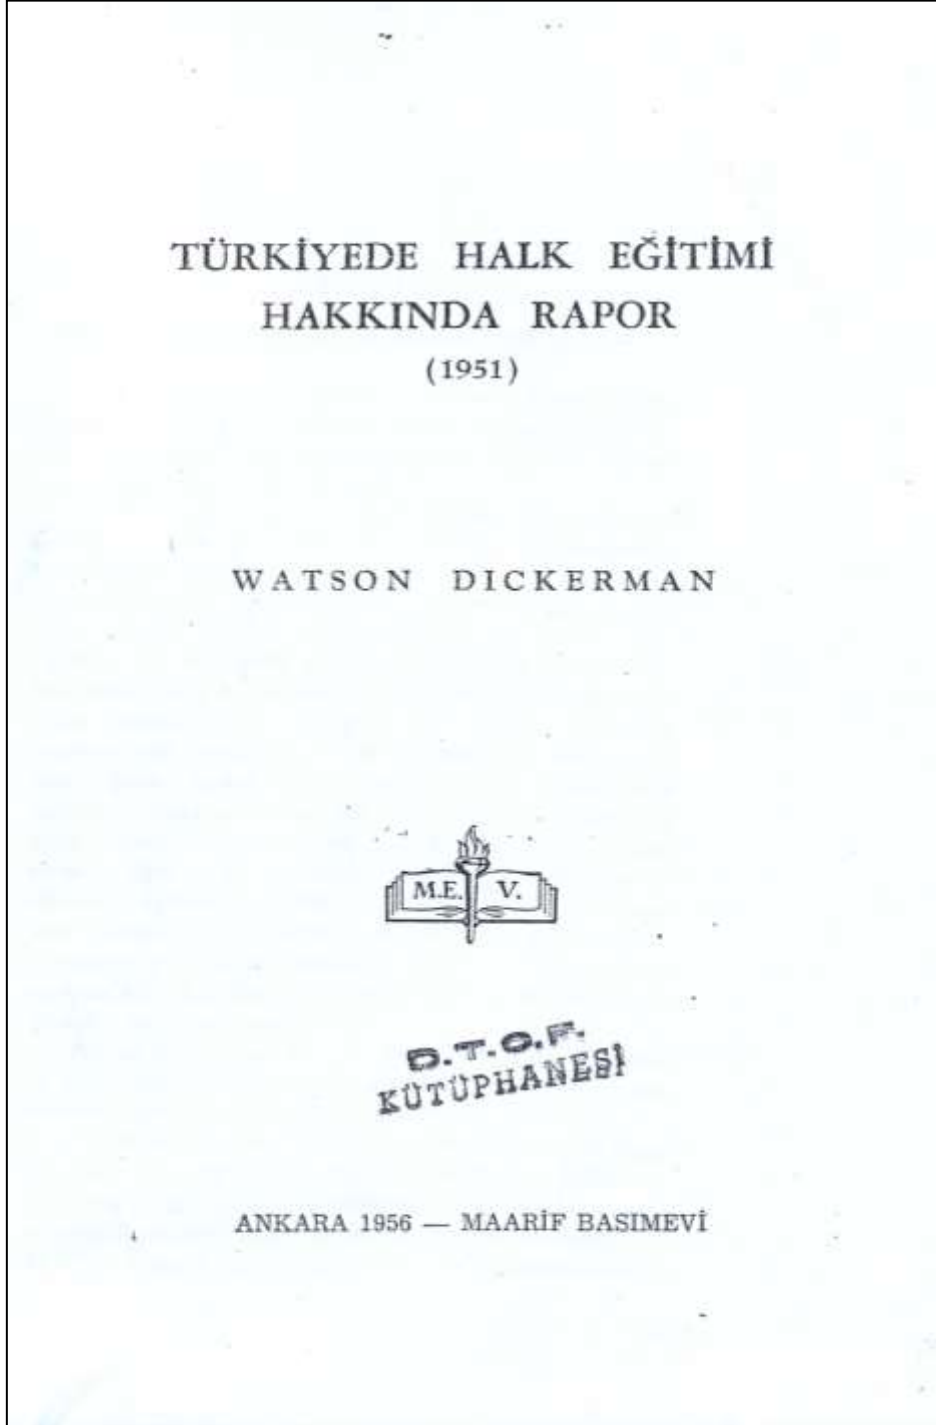 TÜRKİYEDE HALK EĞİTİMİ
HAKKINDA RAPOR
(1951)
WATSON DICKERMAN
M.E. V.
D.T.C.F.
KÜTÜPHANESİ
ANKARA 1956 — MAARİF BASIMEVİ